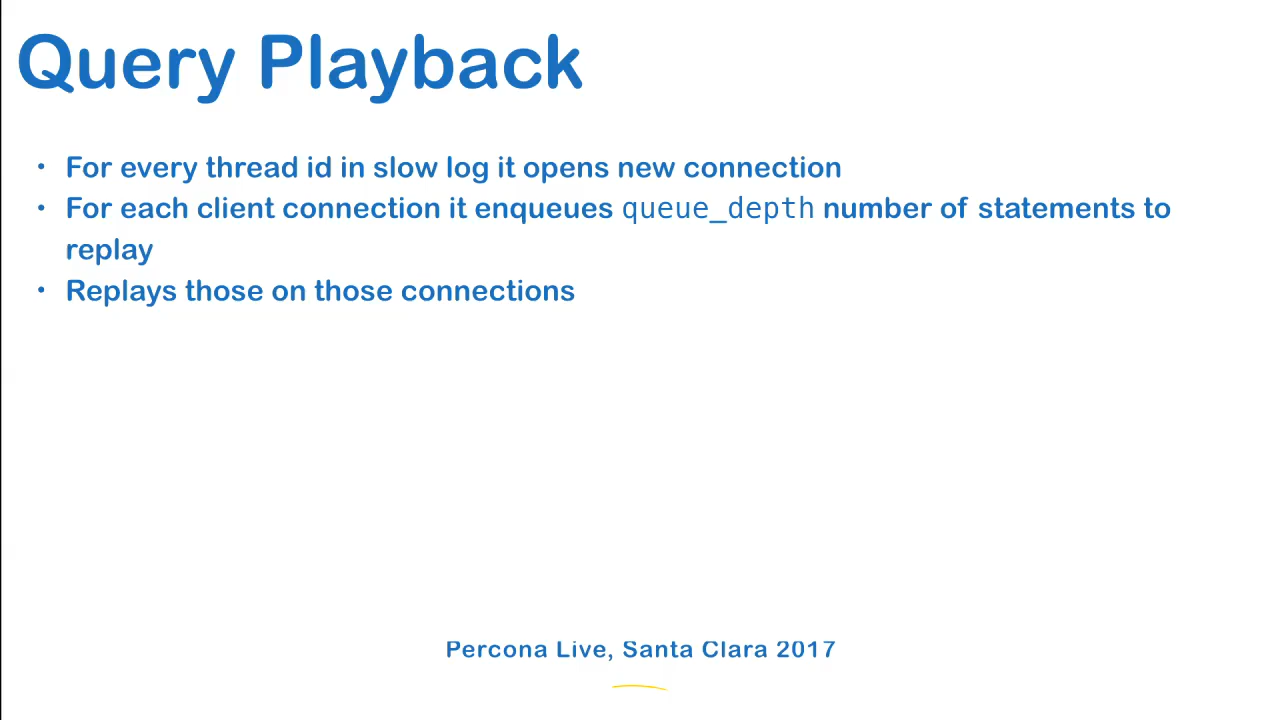 Query Playback
• For every thread id in slow log it opens new connection
• For each client connection it enqueues queue_depth number of statements to
replay
• Replays those on those connections
Percona Live, Santa Clara 2017